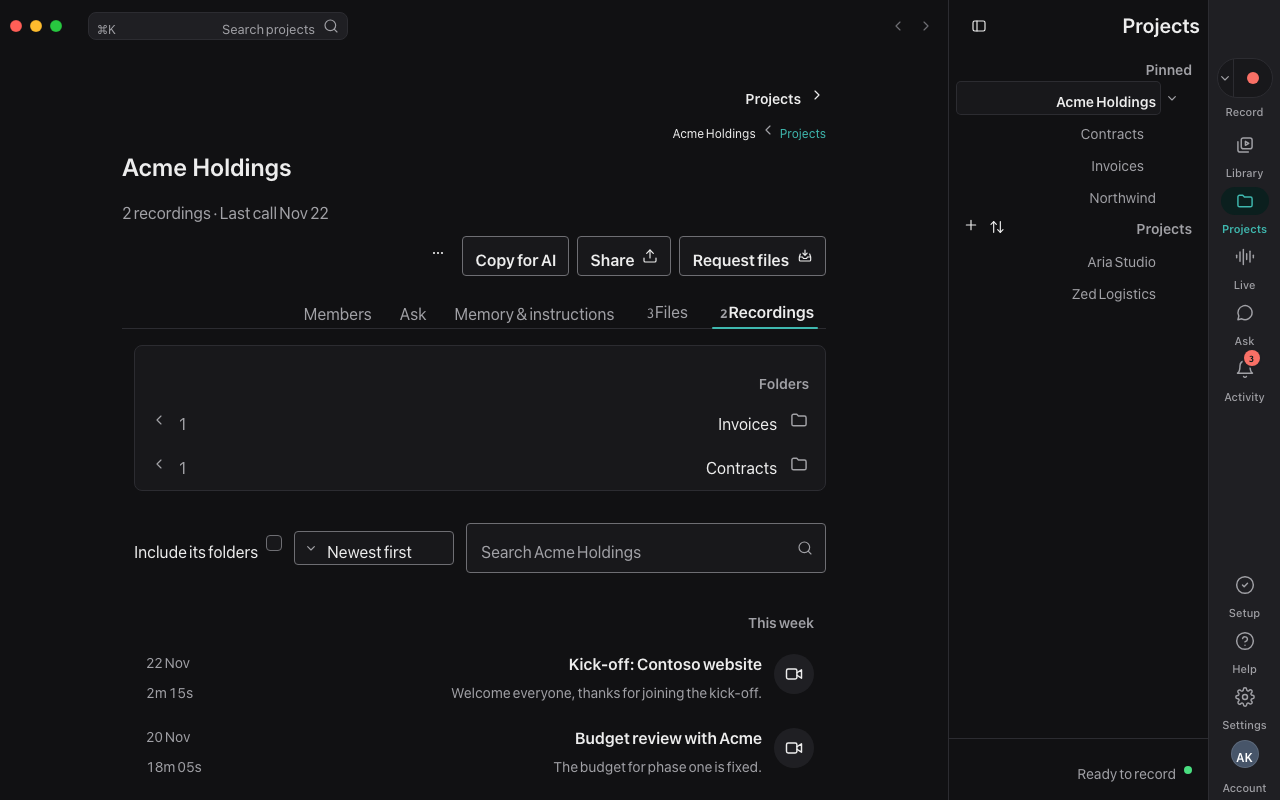 ⌘K Search projects
Projects
Acme Holdings Projects
Acme Holdings
2 recordings · Last call Nov 22
Copy for AI
Share
Request files
Members
Ask
Memory & instructions
3Files
2Recordings
Folders
Invoices 1
Contracts 1
Include its folders
Newest first
Search Acme Holdings
This week
Kick-off: Contoso website
22 Nov
Welcome everyone, thanks for joining the kick-off.
2m 15s
Budget review with Acme
20 Nov
The budget for phase one is fixed.
18m 05s
Projects
Pinned
Acme Holdings
Contracts
Invoices
Northwind
Projects
Aria Studio
Zed Logistics
Ready to record
Record
Library
Projects
Live
Ask
3
Activity
Setup
Help
Settings
AK
Account